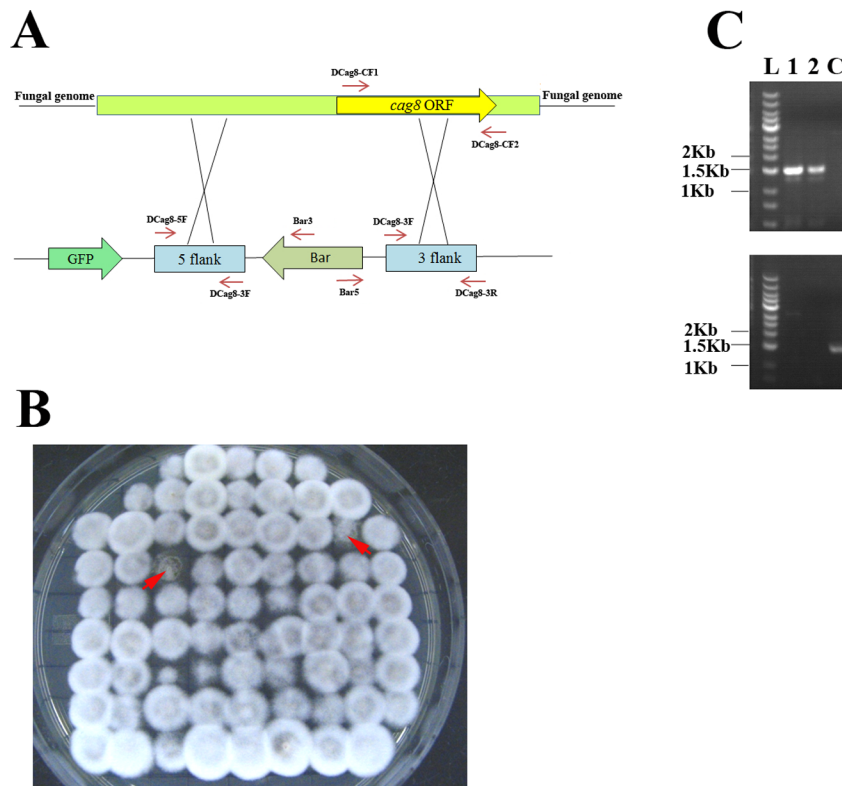 A
DCag8-CF1
Fungal genome
cag8 ORF
Fungal genome
DCag8-CF2
DCag8-5F
Bar3
DCag8-3F
GFP
5 flank
Bar
3 flank
DCag8-3F
Bar5
DCag8-3R
B
C
L 1 2 C
2Kb
1.5Kb
1Kb
2Kb
1.5Kb
1Kb